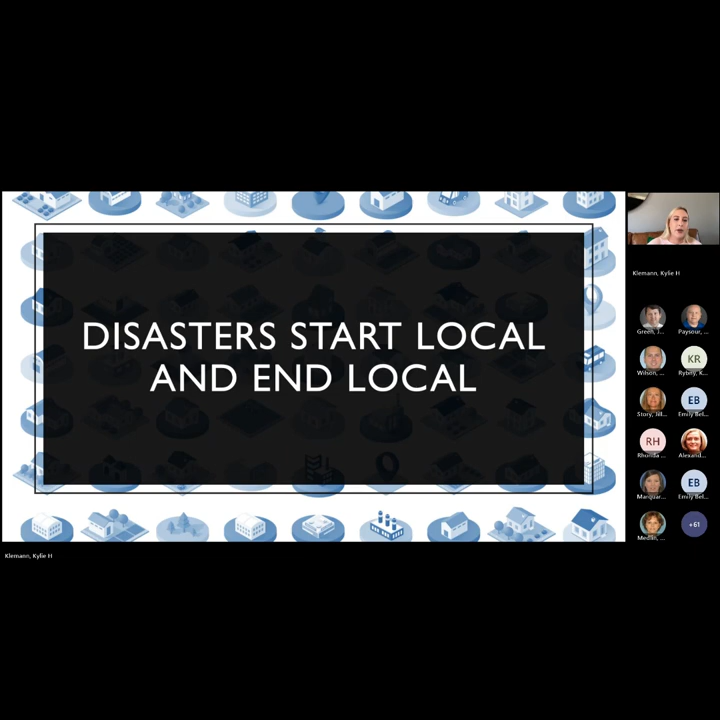 DISASTERS START LOCAL
AND END LOCAL
Klemann, Kylie H
Green, J...
Paysour, ...
Wilson, ...
KR
Rybny, K...
Story, Jill...
EB
Emily Bel...
RH
Rhonda ...
Alexand...
Marquar...
EB
Emily Bel...
Medlin, ...
+61
Klemann, Kylie H